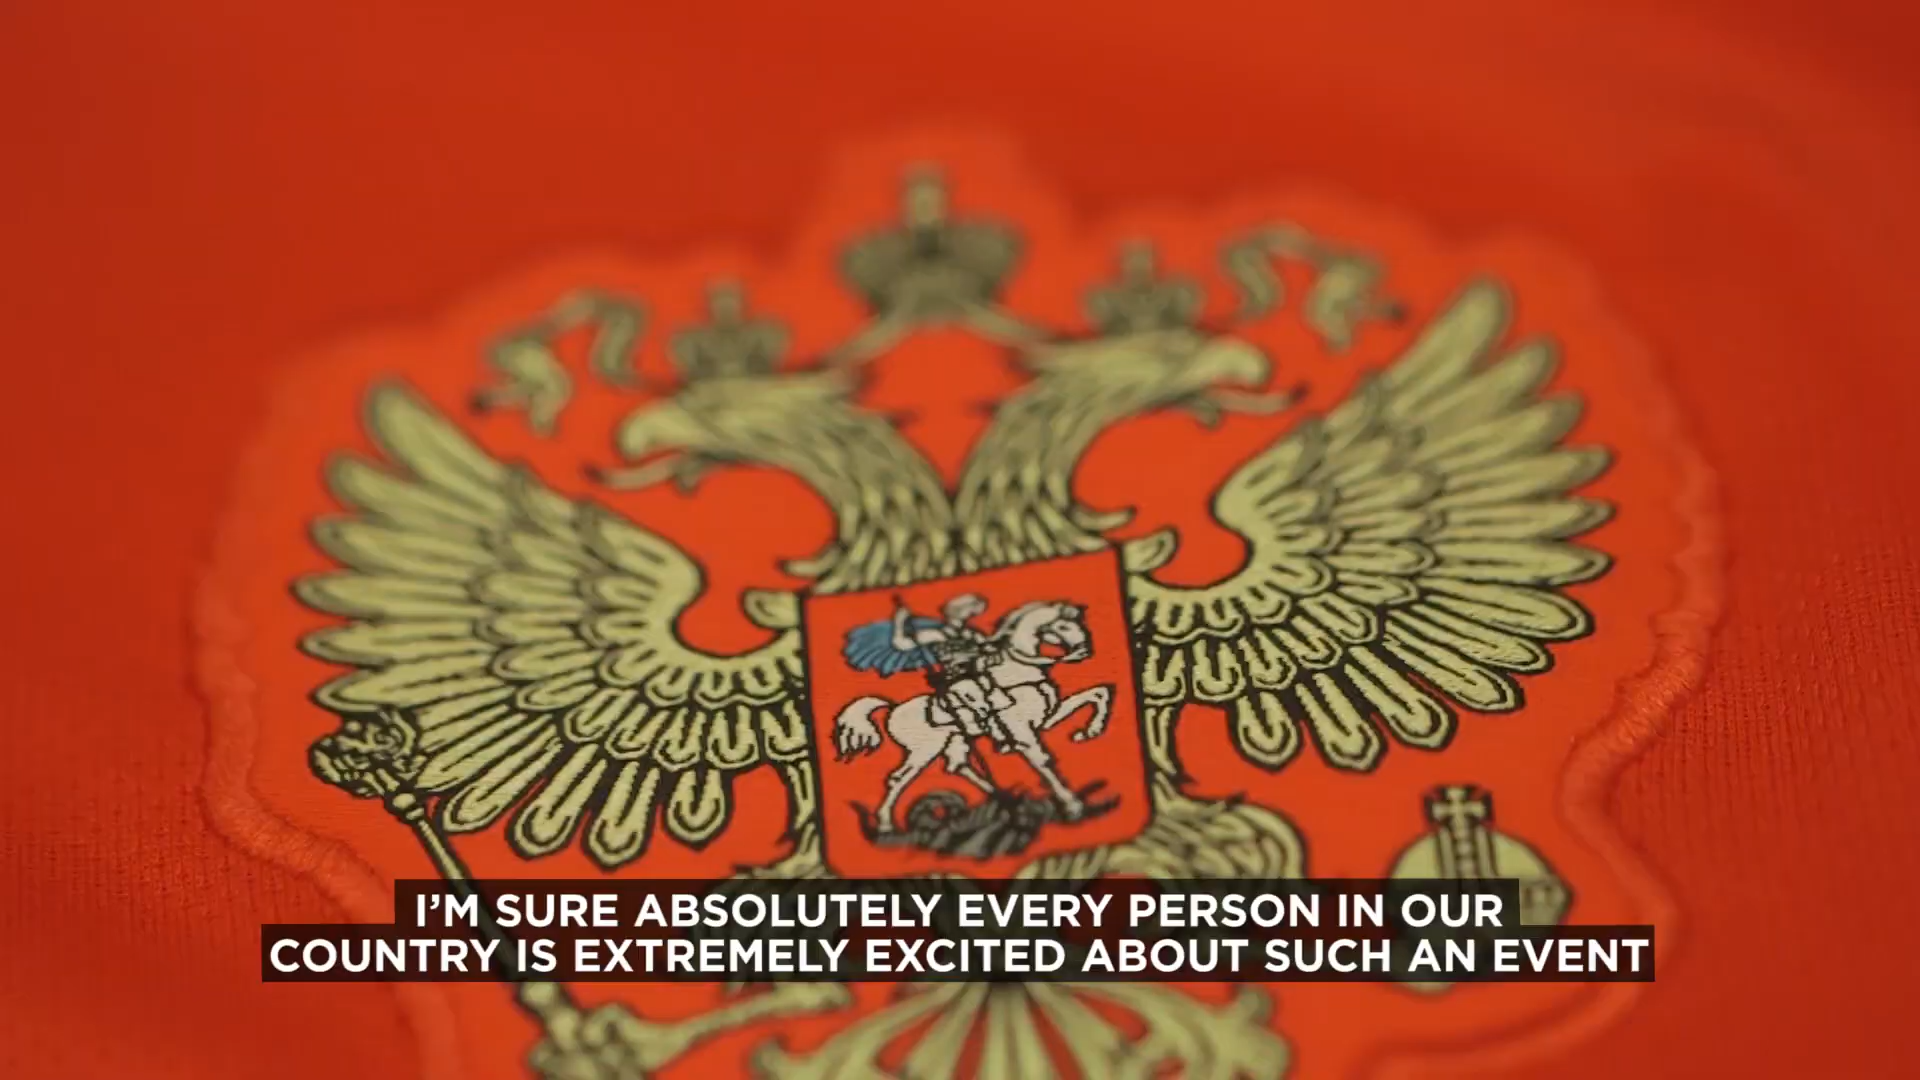 I'M SURE ABSOLUTELY EVERY PERSON IN OUR
COUNTRY IS EXTREMELY EXCITED ABOUT SUCH AN EVENT